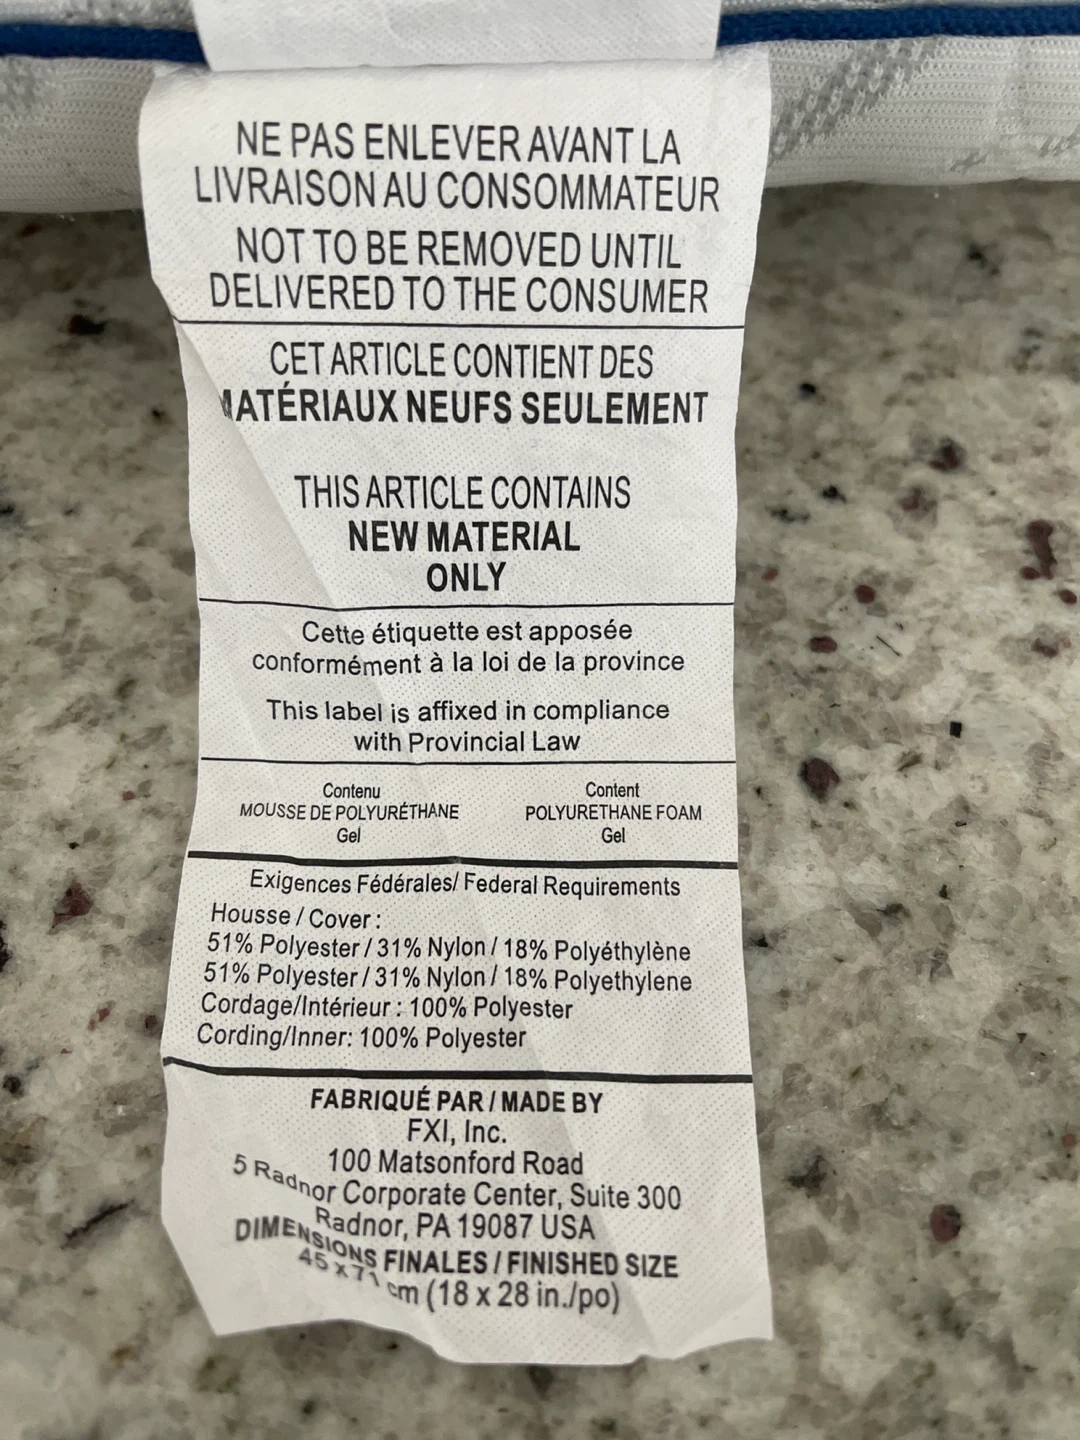 NE PAS ENLEVER AVANT LA
LIVRAISON AU CONSOMMATEUR
NOT TO BE REMOVED UNTIL
DELIVERED TO THE CONSUMER
CET ARTICLE CONTIENT DES
MATÉRIAUX NEUFS SEULEMENT
THIS ARTICLE CONTAINS
NEW MATERIAL
ONLY
Cette étiquette est apposée
conformément à la loi de la province
This label is affixed in compliance
with Provincial Law
Contenu
MOUSSE DE POLYURÉTHANE
Gel
Content
POLYURETHANE FOAM
Gel
Exigences Fédérales/ Federal Requirements
Housse / Cover :
51% Polyester / 31% Nylon / 18% Polyéthylène
51% Polyester / 31% Nylon / 18% Polyethylene
Cordage/Intérieur : 100% Polyester
Cording/Inner: 100% Polyester
FABRIQUÉ PAR / MADE BY
FXI, Inc.
100 Matsonford Road
5 Radnor Corporate Center, Suite 300
Radnor, PA 19087 USA
DIMENSIONS FINALES / FINISHED SIZE
45 x 71 cm (18 x 28 in./po)